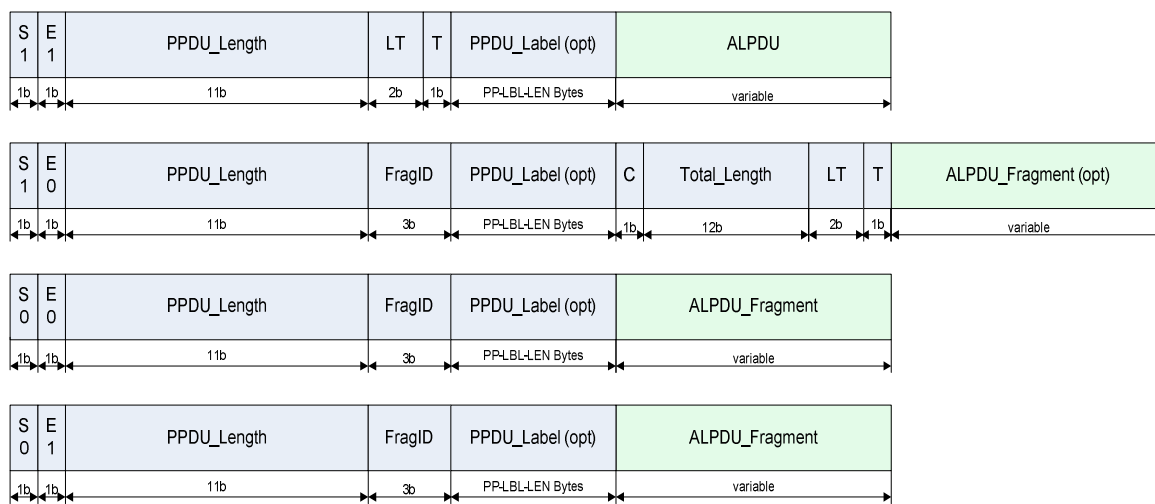 S 1 E 1 PPDU_Length LT T PPDU_Label (opt) ALPDU
1b 1b 11b 2b 1b PP-LBL-LEN Bytes variable
S 1 E 0 PPDU_Length FragID PPDU_Label (opt) C Total_Length LT T ALPDU_Fragment (opt)
1b 1b 11b 3b PP-LBL-LEN Bytes 1b 12b 2b 1b variable
S 0 E 0 PPDU_Length FragID PPDU_Label (opt) ALPDU_Fragment
1b 1b 11b 3b PP-LBL-LEN Bytes variable
S 0 E 1 PPDU_Length FragID PPDU_Label (opt) ALPDU_Fragment
1b 1b 11b 3b PP-LBL-LEN Bytes variable